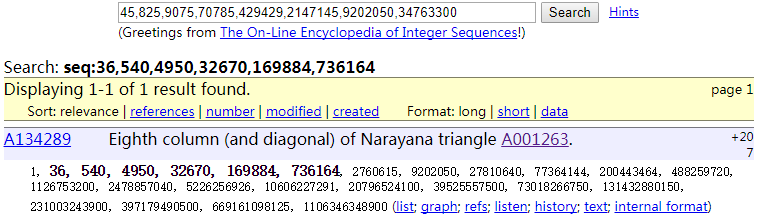 45,825,9075,70785,429429,2147145,9202050,34763300 Search Hints
(Greetings from The On-Line Encyclopedia of Integer Sequences!)
Search: seq:36,540,4950,32670,169884,736164
Displaying 1-1 of 1 result found. page 1
Sort: relevance | references | number | modified | created Format: long | short | data
A134289 Eighth column (and diagonal) of Narayana triangle A001263. +20
7
1, 36, 540, 4950, 32670, 169884, 736164, 2760615, 9202050, 27810640, 77364144, 200443464, 488259720,
1126753200, 2478857040, 5226256926, 10606227291, 20796524100, 39525557500, 73018266750, 131432880150,
231003243900, 397179490500, 669161098125, 1106346348900 (list; graph; refs; listen; history; text; internal format)